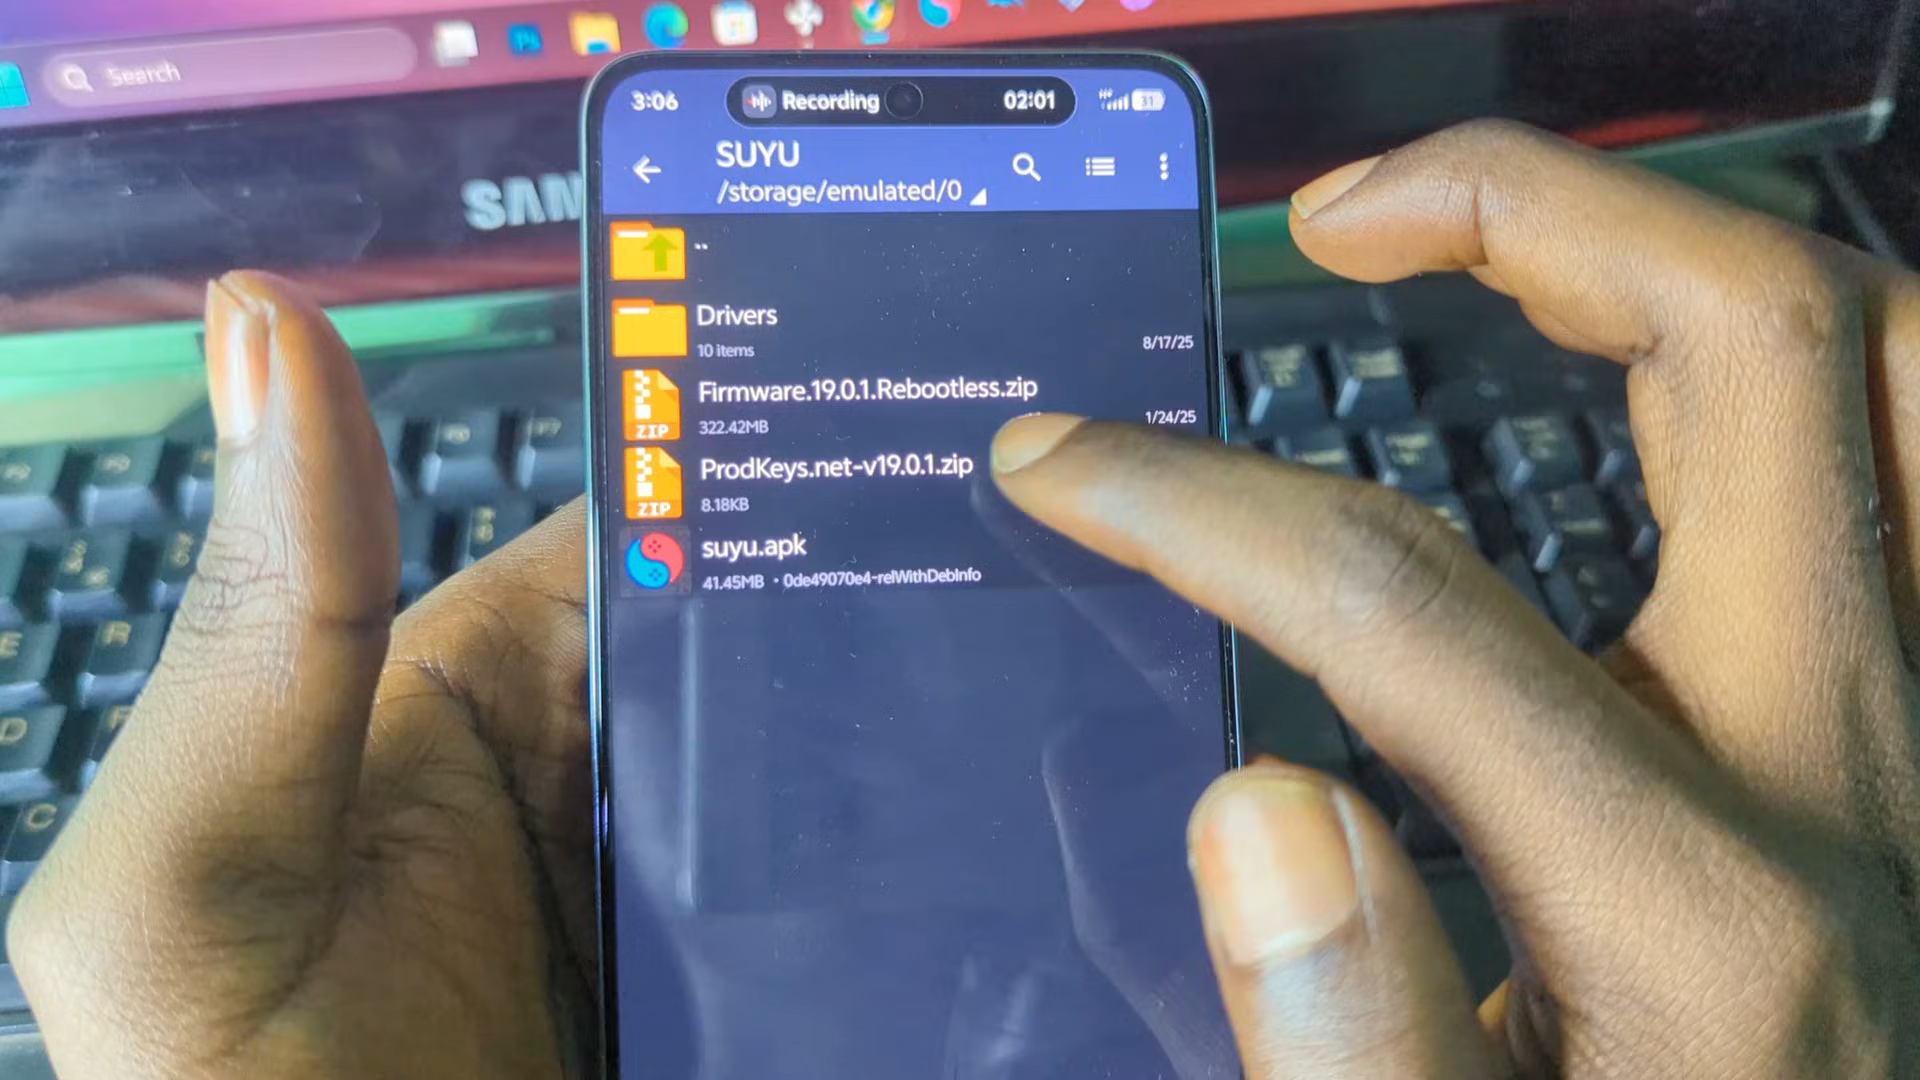 Search
Ps
SAM
3:06
Recording
02:01
31
SUYU
/storage/emulated/0
..
Drivers
10 items
8/17/25
Firmware.19.0.1.Rebootless.zip
322.42MB
1/24/25
ZIP
ProdKeys.net-v19.0.1.zip
8.18KB
ZIP
suyu.apk
41.45MB • 0de49070e4-relWithDebInfo
E
R
D
F
C